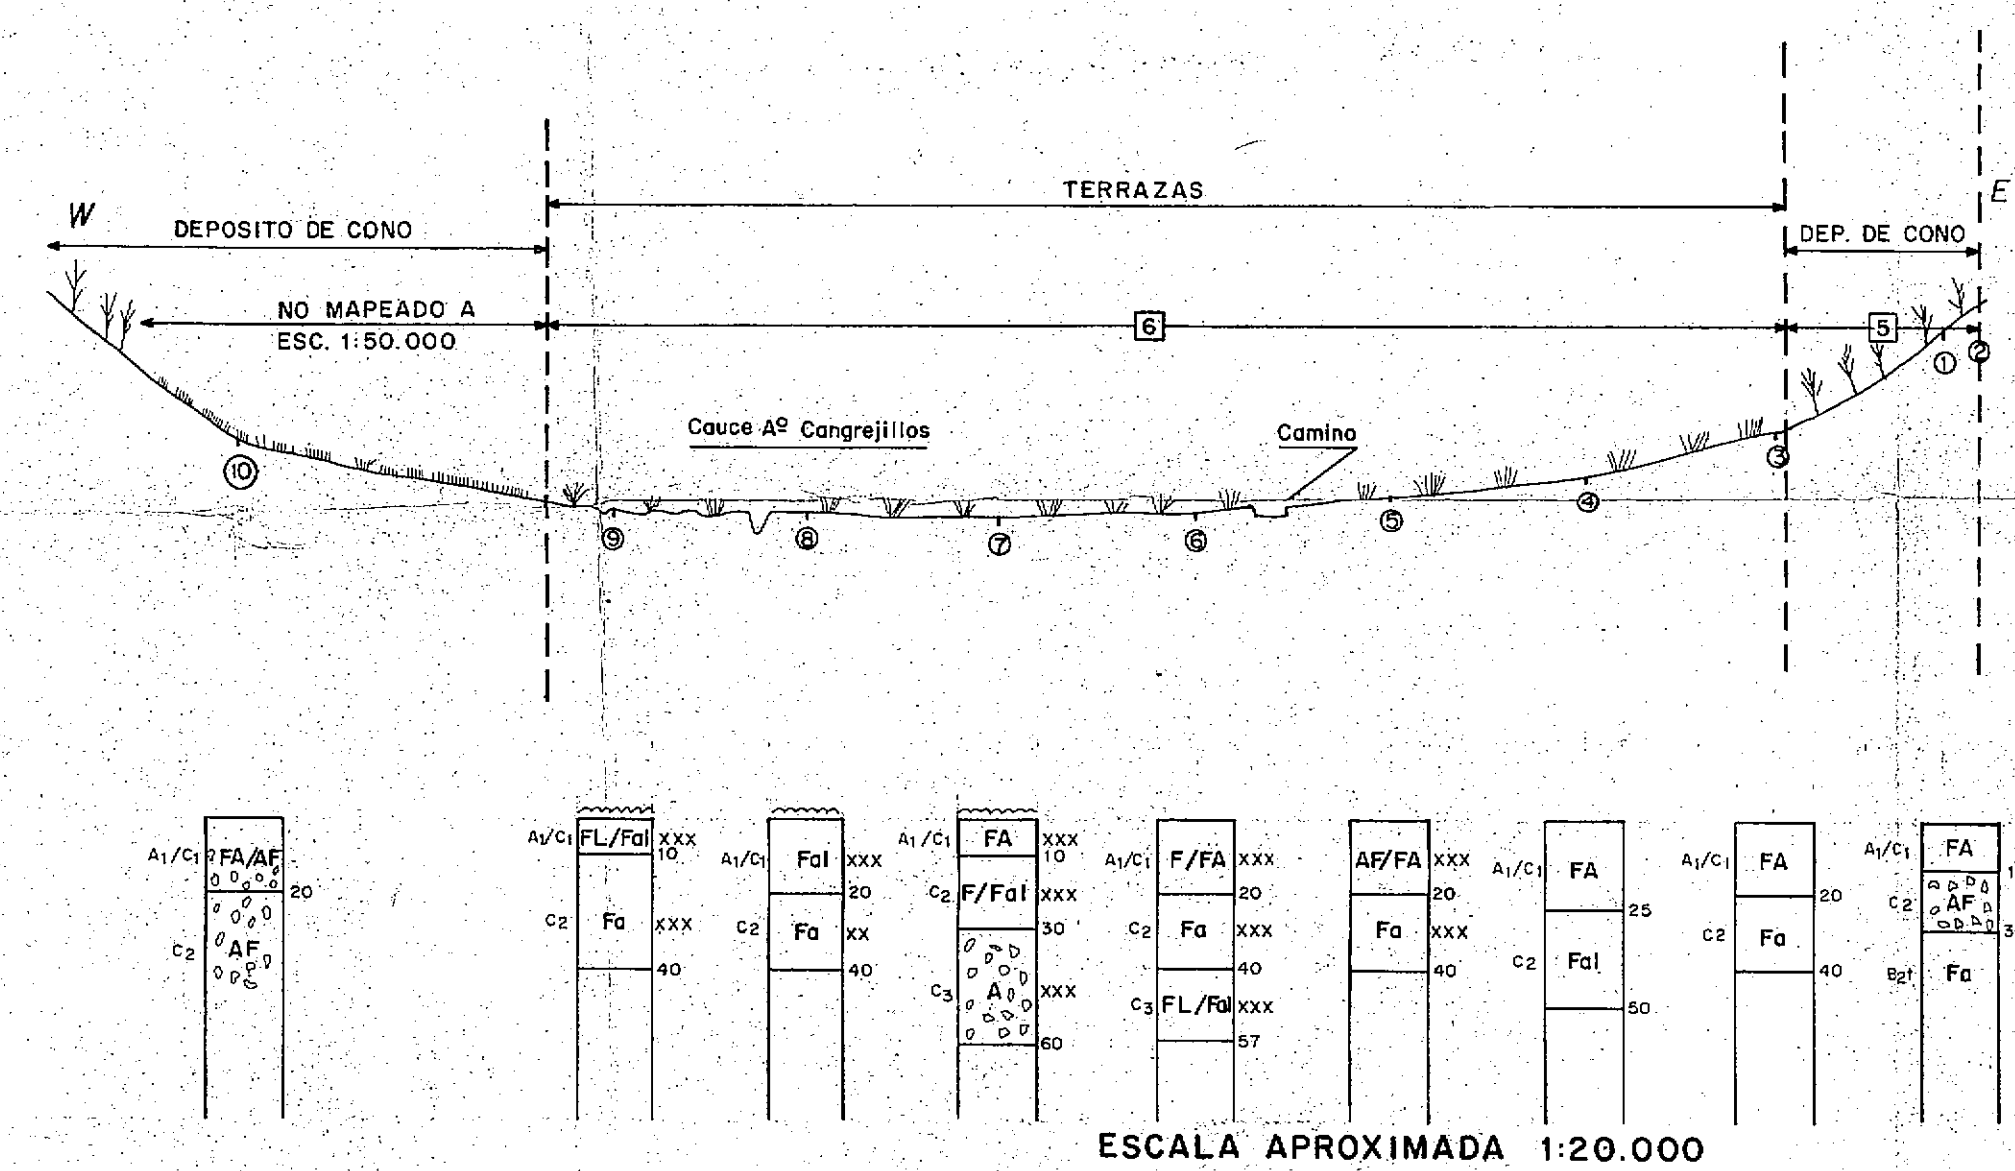 TERRAZAS
W
E
DEPOSITO DE CONO
DEP. DE CONO
NO MAPEADO A
ESC. 1:50.000
6
5
1
2
Cauce Aº Cangrejillos
Camino
3
10
4
5
9
8
7
6
A1/C1 FA/AF
20
C2 AF
A1/C1 FL/Fal xxx
10
C2 Fa xxx
40
A1/C1 Fal xxx
20
C2 Fa xx
40
A1/C1 FA xxx
10
C2 F/Fal xxx
30
C3 A xxx
60
A1/C1 F/FA xxx
20
C2 Fa xxx
40
C3 FL/Fal xxx
57
AF/FA xxx
20
Fa xxx
40
A1/C1 FA
25
C2 Fal
50
A1/C1 FA
20
C2 Fa
40
A1/C1 FA
C2 AF
B2t Fa
ESCALA APROXIMADA 1:20.000